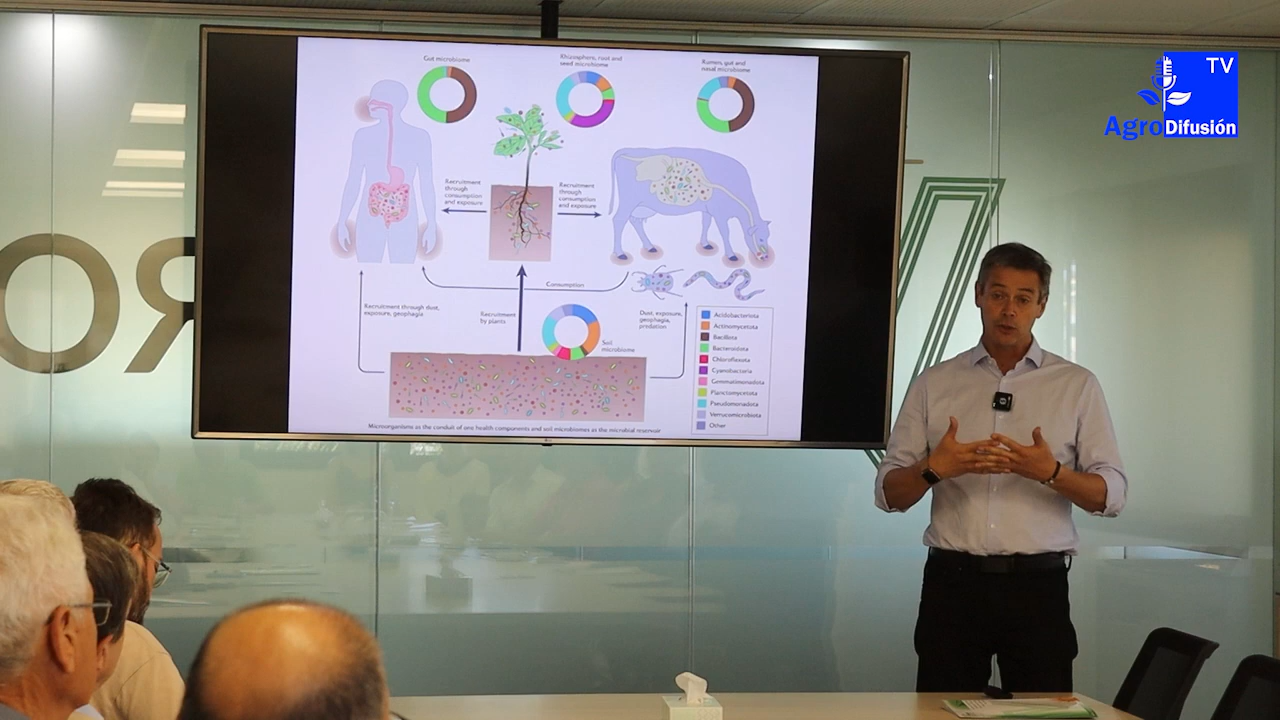 TV
AgroDifusión
Gut microbiome
Rhizosphere, root and
seed microbiome
Rumen, gut and
nasal microbiome
Recruitment
through
consumption
and exposure
Recruitment
through
consumption
and exposure
Consumption
Recruitment through dust,
exposure, geophagia
Recruitment
by plants
Dust, exposure,
geophagia,
predation
Soil
microbiome
Acidobacteriota
Actinomycetota
Bacillota
Bacteroidota
Chloroflexota
Cyanobacteria
Gemmatimonadota
Planctomycetota
Pseudomonadota
Verrucomicrobiota
Other
Microorganisms as the conduit of one health components and soil microbiomes as the microbial reservoir
LG